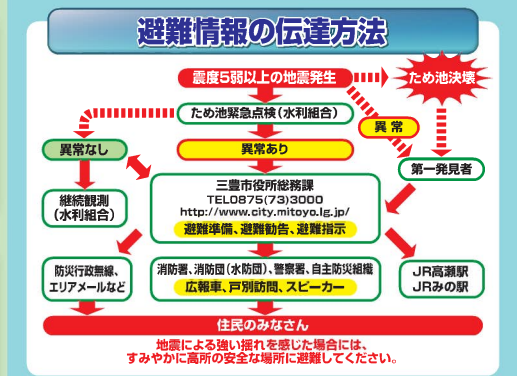 避難情報の伝達方法
震度5弱以上の地震発生
ため池決壊
ため池緊急点検(水利組合)
異常
異常なし
異常あり
第一発見者
継続観測
(水利組合)
三豊市役所総務課
TEL0875(73)3000
http://www.city.mitoyo.lg.jp/
避難準備、避難勧告、避難指示
防災行政無線、
エリアメールなど
消防署、消防団(水防団)、警察署、自主防災組織
広報車、戸別訪問、スピーカー
JR高瀬駅
JRみの駅
住民のみなさん
地震による強い揺れを感じた場合には、
すみやかに高所の安全な場所に避難してください。